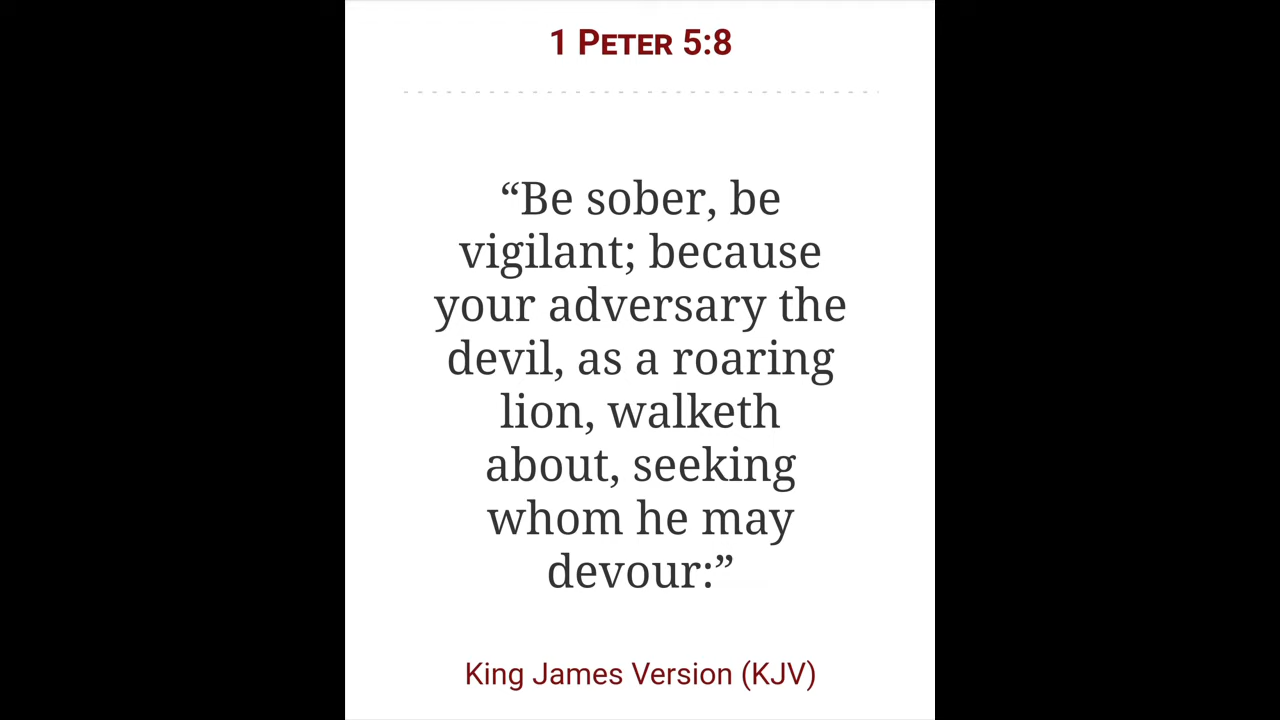 1 Peter 5:8
“Be sober, be
vigilant; because
your adversary the
devil, as a roaring
lion, walketh
about, seeking
whom he may
devour:”
King James Version (KJV)